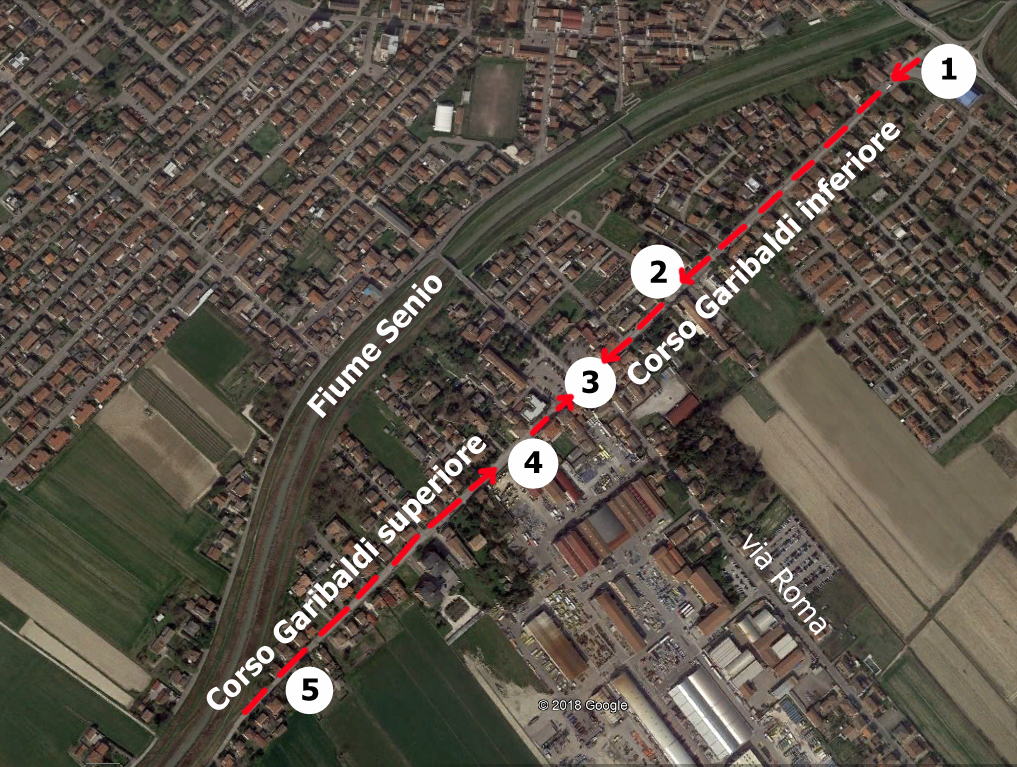 1
Corso Garibaldi inferiore
2
Fiume Senio
3
4
Corso Garibaldi superiore
via Roma
5
© 2018 Google